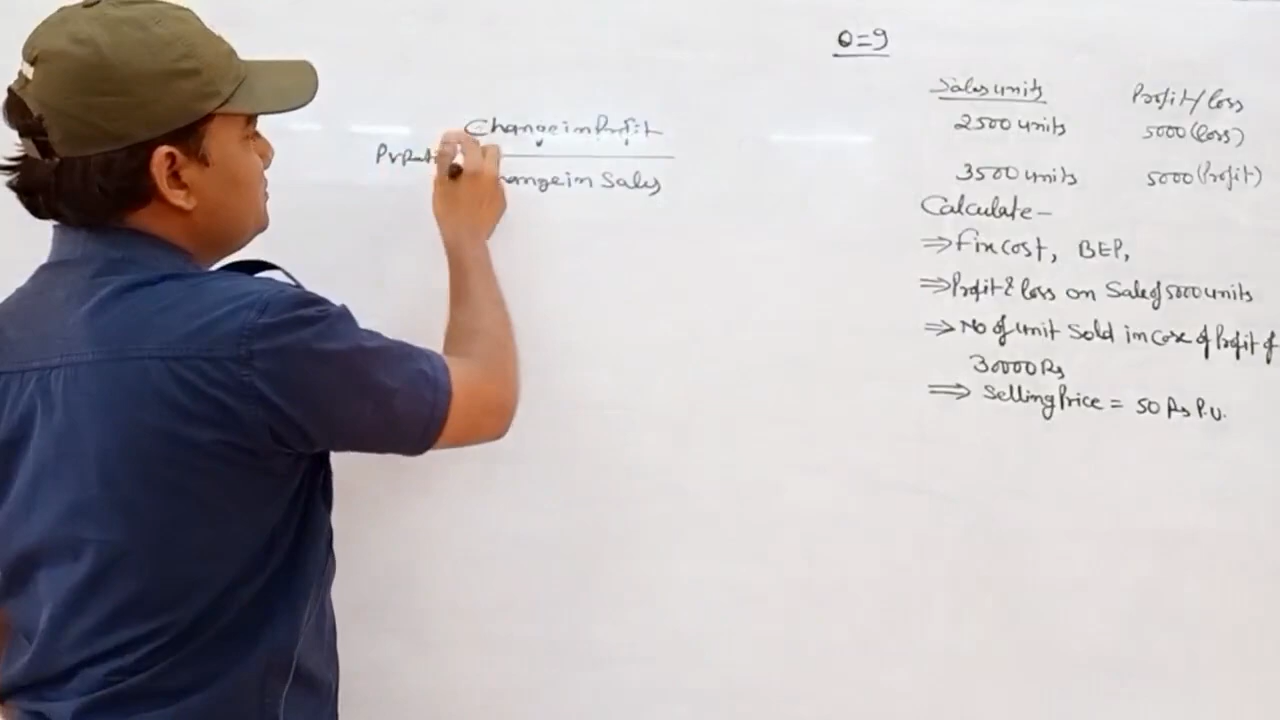 Q=9
Sales units Profit/loss
2500 units 5000 (loss)
3500 units 5000 (Profit)
Calculate -
⇒ Fix cost, BEP,
⇒ Profit & loss on Sale of 5000 units
⇒ No of unit Sold in Case of Profit of
30000 Rs
⇒ Selling Price = 50 Rs P.U.
Change in Profit
Change in Sales